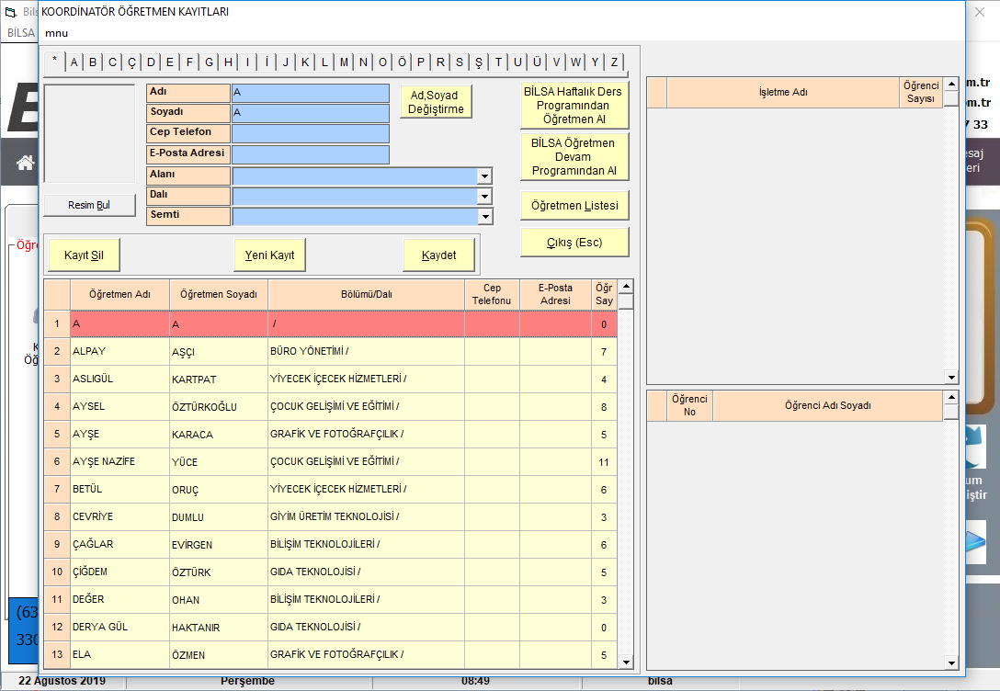 Bils
KOORDİNATÖR ÖĞRETMEN KAYITLARI
BİLSA
mnu
* A B C Ç D E F G H I İ J K L M N O Ö P R S Ş T U Ü V W Y Z
Adı A
Soyadı A
Cep Telefon
E-Posta Adresi
Alanı
Dalı
Semti
Resim Bul
Ad,Soyad
Değiştirme
BİLSA Haftalık Ders
Programından
Öğretmen Al
BİLSA Öğretmen
Devam
Programından Al
Öğretmen Listesi
Çıkış (Esc)
Kayıt Sil
Yeni Kayıt
Kaydet
Öğretmen Adı Öğretmen Soyadı Bölümü/Dalı Cep Telefonu E-Posta Adresi Öğr Say
1 A A / 0
2 ALPAY AŞÇI BÜRO YÖNETİMİ / 7
3 ASLIGÜL KARTPAT YİYECEK İÇECEK HİZMETLERİ / 4
4 AYSEL ÖZTÜRKOĞLU ÇOCUK GELİŞİMİ VE EĞİTİMİ / 8
5 AYŞE KARACA GRAFİK VE FOTOĞRAFÇILIK / 5
6 AYŞE NAZİFE YÜCE ÇOCUK GELİŞİMİ VE EĞİTİMİ / 11
7 BETÜL ORUÇ YİYECEK İÇECEK HİZMETLERİ / 6
8 CEVRİYE DUMLU GİYİM ÜRETİM TEKNOLOJİSİ / 3
9 ÇAĞLAR EVİRGEN BİLİŞİM TEKNOLOJİLERİ / 6
10 ÇİĞDEM ÖZTÜRK GIDA TEKNOLOJİSİ / 5
11 DEĞER OHAN BİLİŞİM TEKNOLOJİLERİ / 3
12 DERYA GÜL HAKTANIR GIDA TEKNOLOJİSİ / 0
13 ELA ÖZMEN GRAFİK VE FOTOĞRAFÇILIK / 5
İşletme Adı Öğrenci Sayısı
Öğrenci No Öğrenci Adı Soyadı
Öğre
K
Öğ
(63
330
m.tr
om.tr
7 33
esaj
eri
um
iştir
22 Ağustos 2019 Perşembe 08:49 bilsa